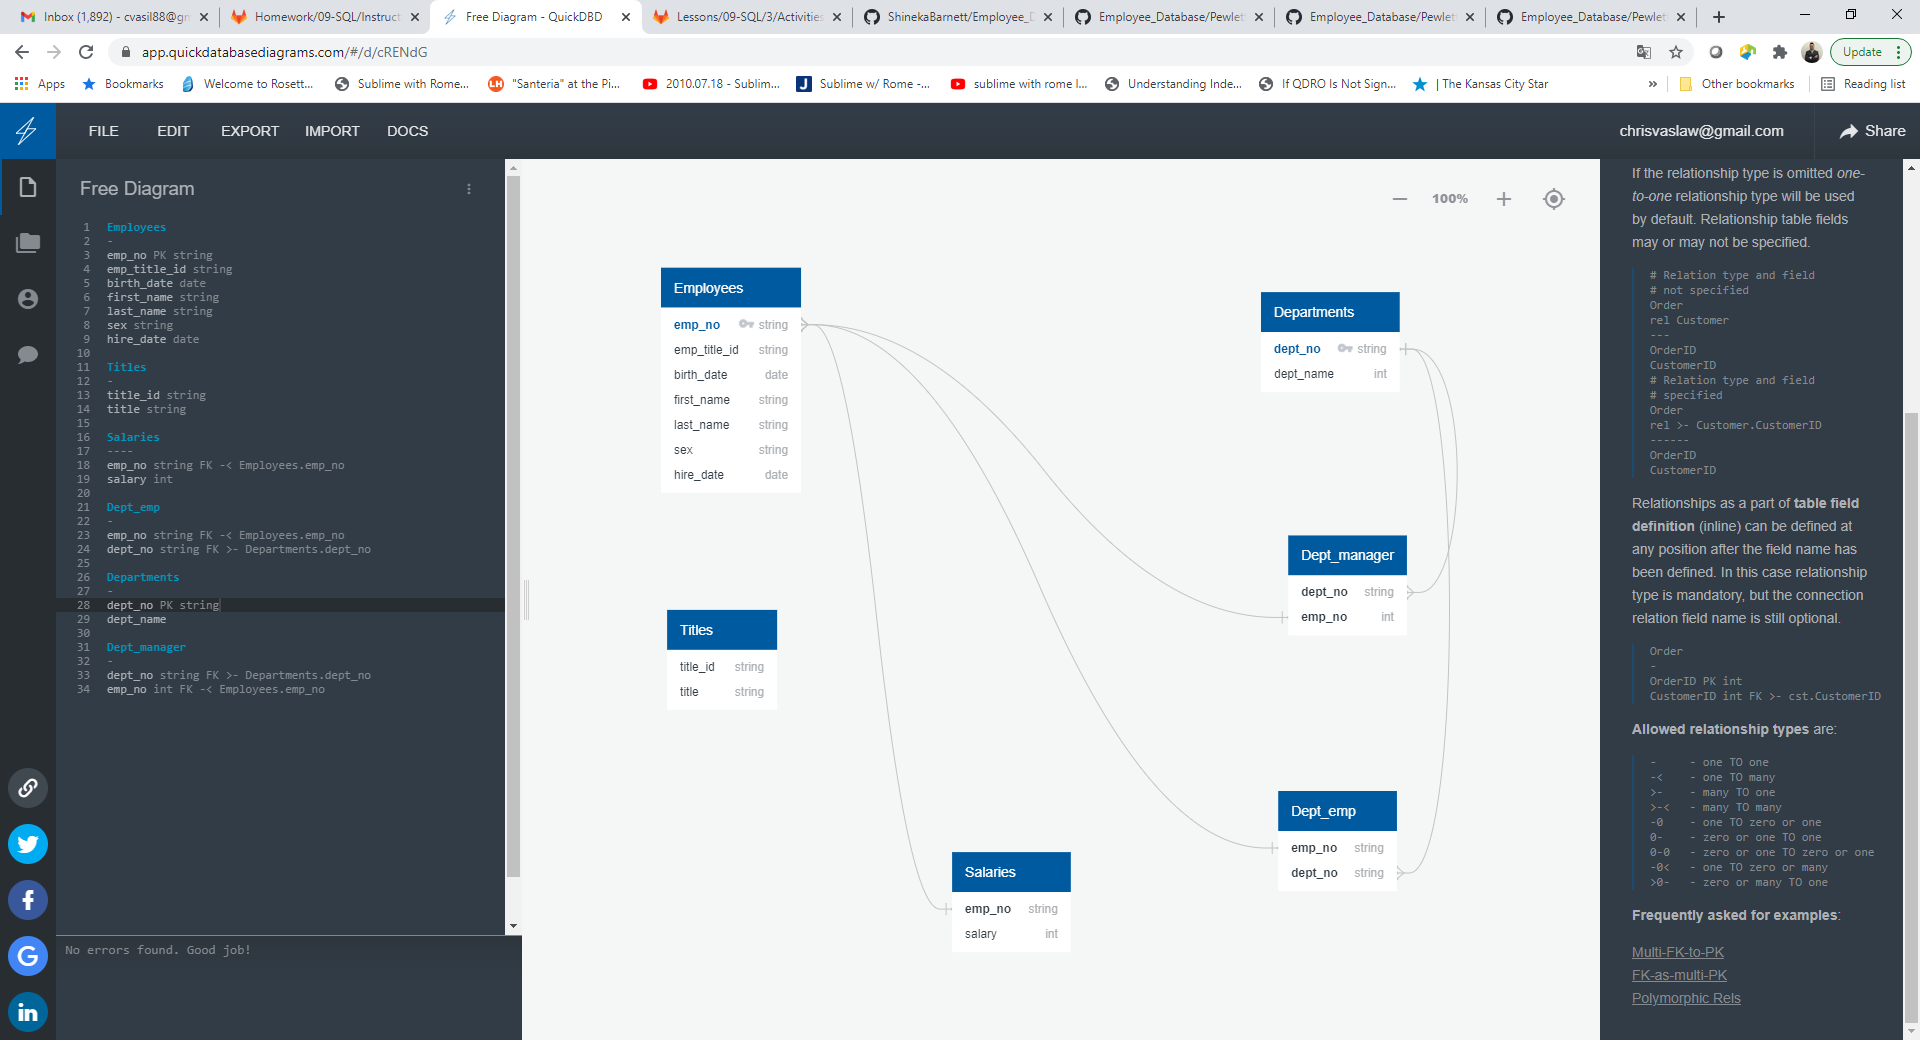 Inbox (1,892) - cvasil88@gm
Homework/09-SQL/Instruct
Free Diagram - QuickDBD
Lessons/09-SQL/3/Activities
ShinekaBarnett/Employee_D
Employee_Database/Pewlet
Employee_Database/Pewlet
Employee_Database/Pewlet
app.quickdatabasediagrams.com/#/d/cRENdG
Update
Apps
Bookmarks
Welcome to Rosett...
Sublime with Rome...
"Santeria" at the Pi...
2010.07.18 - Sublim...
Sublime w/ Rome -...
sublime with rome l...
Understanding Inde...
If QDRO Is Not Sign...
| The Kansas City Star
»
Other bookmarks
Reading list
FILE EDIT EXPORT IMPORT DOCS
chrisvaslaw@gmail.com
Share
Free Diagram
1 Employees
2 -
3 emp_no PK string
4 emp_title_id string
5 birth_date date
6 first_name string
7 last_name string
8 sex string
9 hire_date date
10
11 Titles
12 -
13 title_id string
14 title string
15
16 Salaries
17 ----
18 emp_no string FK -< Employees.emp_no
19 salary int
20
21 Dept_emp
22 -
23 emp_no string FK -< Employees.emp_no
24 dept_no string FK >- Departments.dept_no
25
26 Departments
27 -
28 dept_no PK string
29 dept_name
30
31 Dept_manager
32 -
33 dept_no string FK >- Departments.dept_no
34 emp_no int FK -< Employees.emp_no
No errors found. Good job!
100%
Employees
emp_no string
emp_title_id string
birth_date date
first_name string
last_name string
sex string
hire_date date
Departments
dept_no string
dept_name int
Dept_manager
dept_no string
emp_no int
Titles
title_id string
title string
Dept_emp
emp_no string
dept_no string
Salaries
emp_no string
salary int
If the relationship type is omitted one-
to-one relationship type will be used
by default. Relationship table fields
may or may not be specified.
# Relation type and field
# not specified
Order
rel Customer
---
OrderID
CustomerID
# Relation type and field
# specified
Order
rel >- Customer.CustomerID
------
OrderID
CustomerID
Relationships as a part of table field
definition (inline) can be defined at
any position after the field name has
been defined. In this case relationship
type is mandatory, but the connection
relation field name is still optional.
Order
-
OrderID PK int
CustomerID int FK >- cst.CustomerID
Allowed relationship types are:
- - one TO one
-< - one TO many
>- - many TO one
>-< - many TO many
-0 - one TO zero or one
0- - zero or one TO one
0-0 - zero or one TO zero or one
-0< - one TO zero or many
>0- - zero or many TO one
Frequently asked for examples:
Multi-FK-to-PK
FK-as-multi-PK
Polymorphic Rels